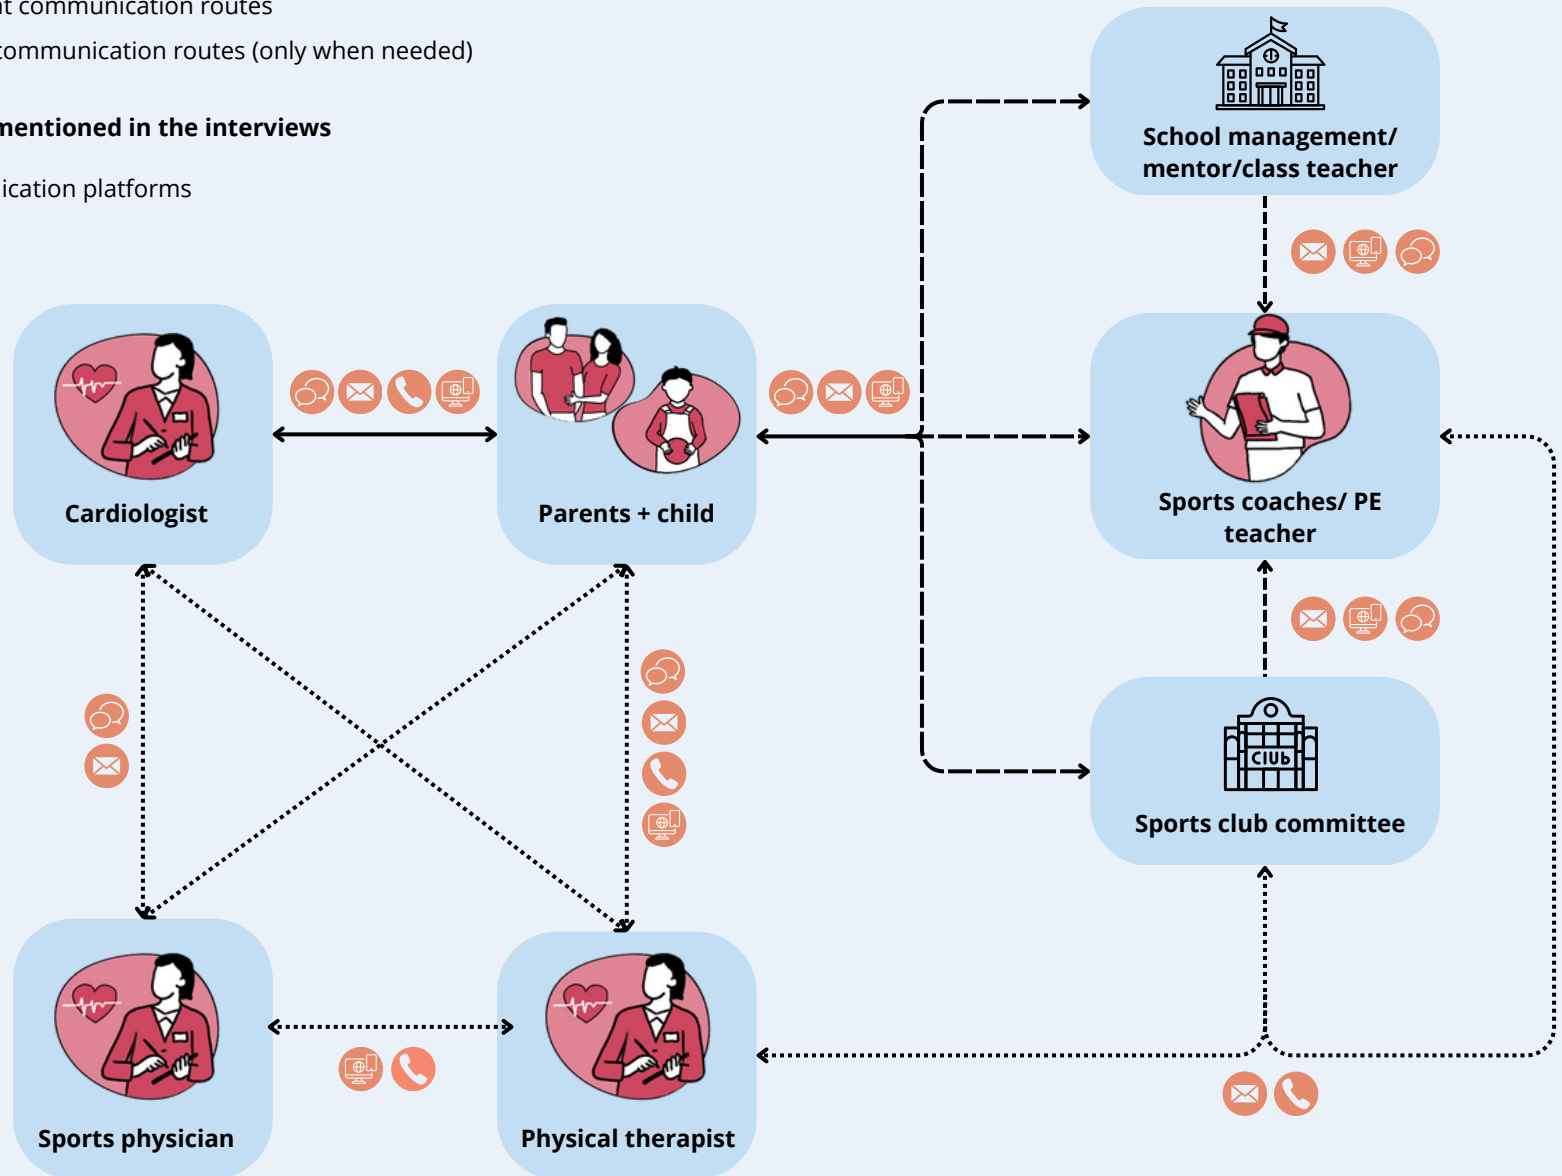 communication routes
communication routes (only when needed)
mentioned in the interviews
platforms
School management/
mentor/class teacher
Cardiologist
Parents + child
Sports coaches/ PE
teacher
CIUb
Sports club committee
Sports physician
Physical therapist